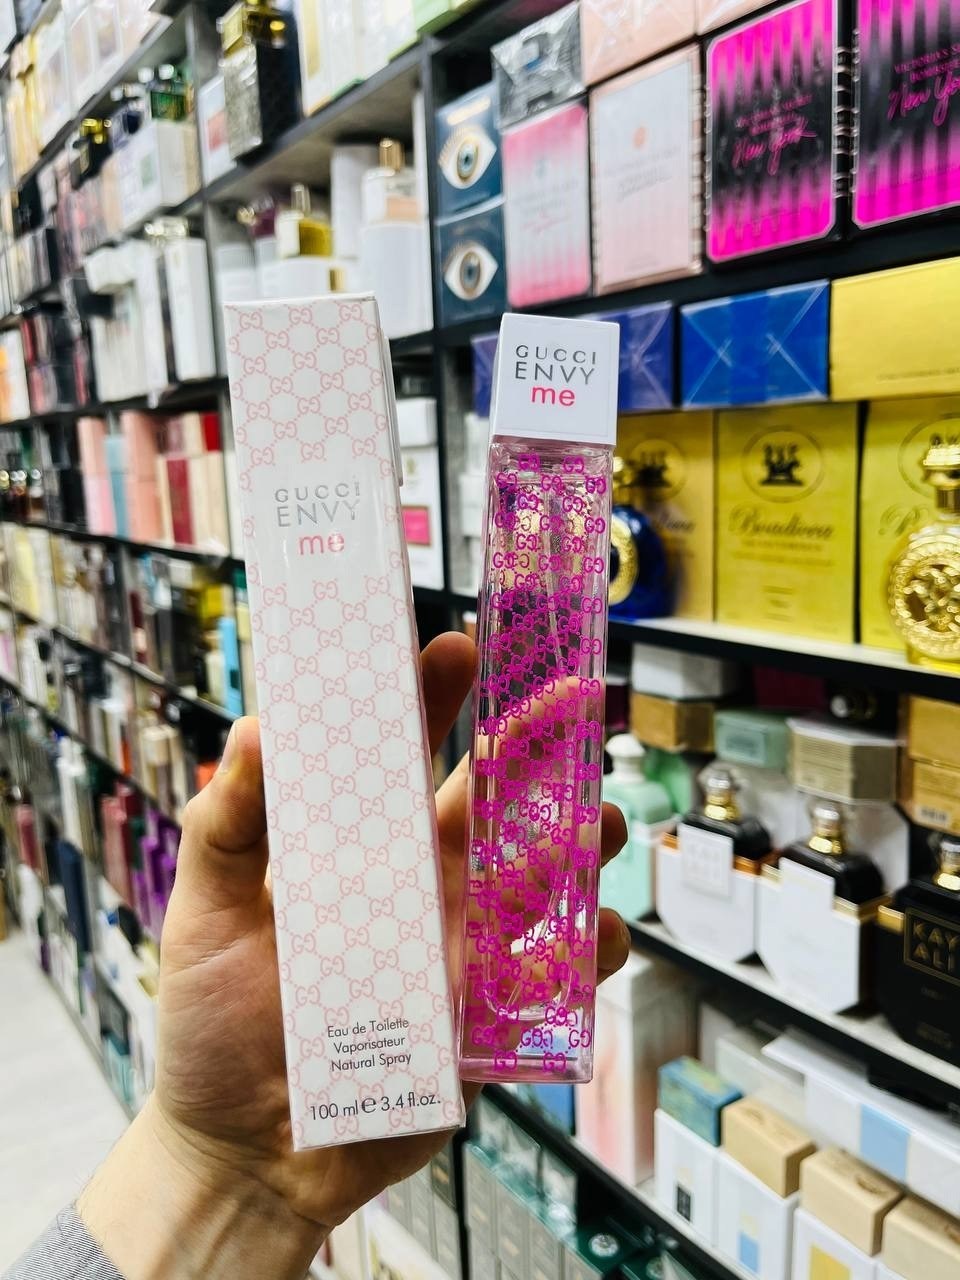 GUCCI
ENVY
me
Eau de Toilette
Vaporisateur
Natural Spray
100 ml e 3.4 fl.oz.
GUCCI
ENVY
me
New York
New Yo
Boadicea
KAY
ALI